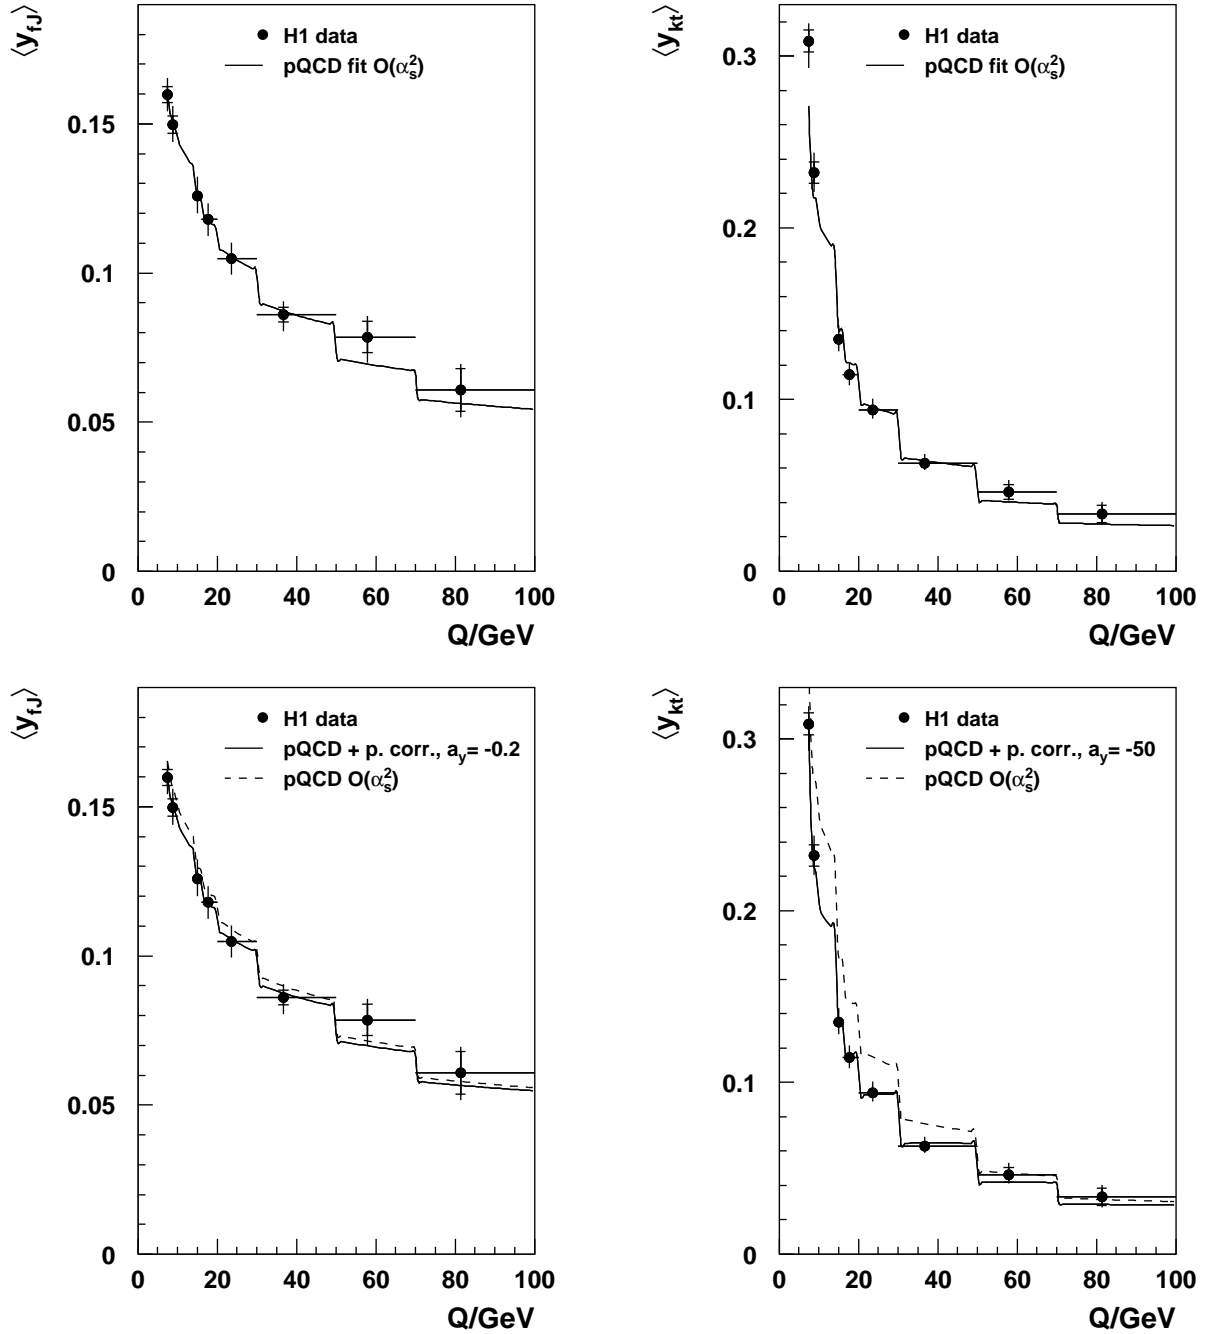 ⟨y_fJ⟩
H1 data
pQCD fit O(α_s^2)
0.15
0.1
0.05
0
0 20 40 60 80 100
Q/GeV
⟨y_kt⟩
H1 data
pQCD fit O(α_s^2)
0.3
0.2
0.1
0
0 20 40 60 80 100
Q/GeV
⟨y_fJ⟩
H1 data
pQCD + p. corr., a_y= -0.2
pQCD O(α_s^2)
0.15
0.1
0.05
0
0 20 40 60 80 100
Q/GeV
⟨y_kt⟩
H1 data
pQCD + p. corr., a_y= -50
pQCD O(α_s^2)
0.3
0.2
0.1
0
0 20 40 60 80 100
Q/GeV